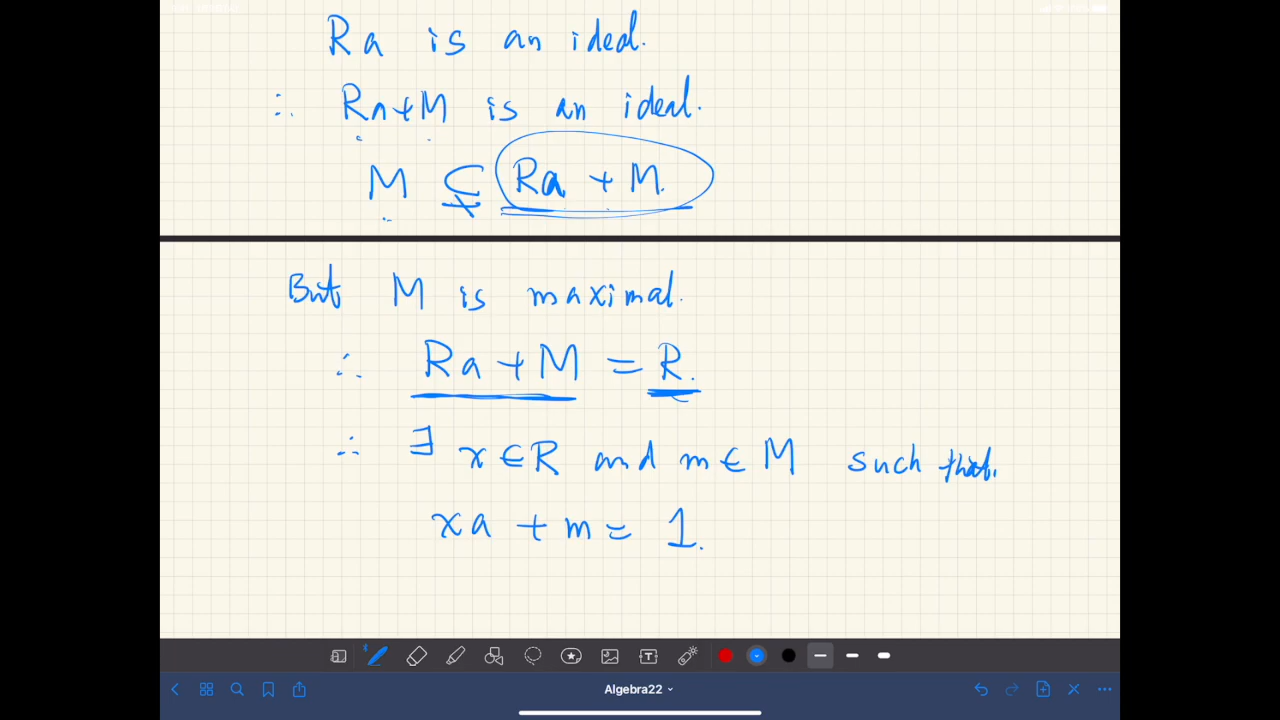 Ra is an ideal.
∴ Ra+M is an ideal.
M ⊊ Ra + M.
But M is maximal.
∴ Ra+M = R.
∴ ∃ x∈R and m∈M such that.
xa + m = 1.
Algebra22